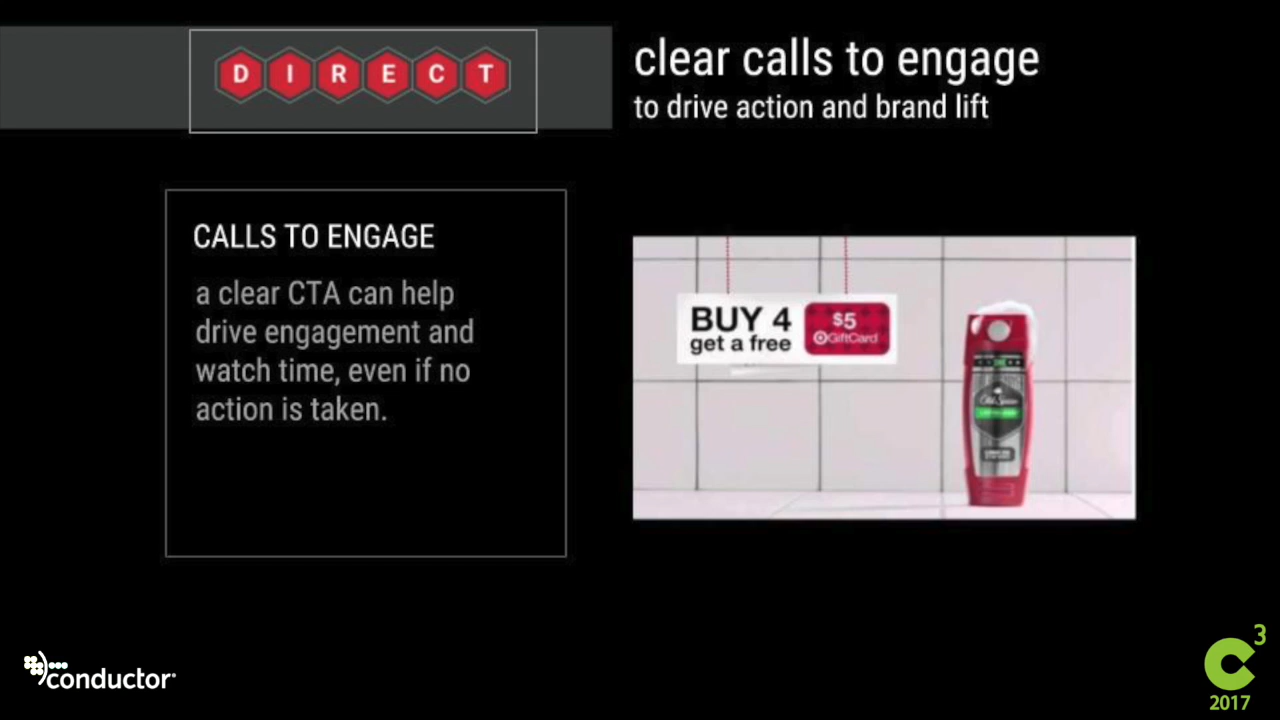 DIRECT
clear calls to engage
to drive action and brand lift
CALLS TO ENGAGE
a clear CTA can help
drive engagement and
watch time, even if no
action is taken.
BUY 4
get a free
$5
GiftCard
Old Spice
conductor
C3
2017